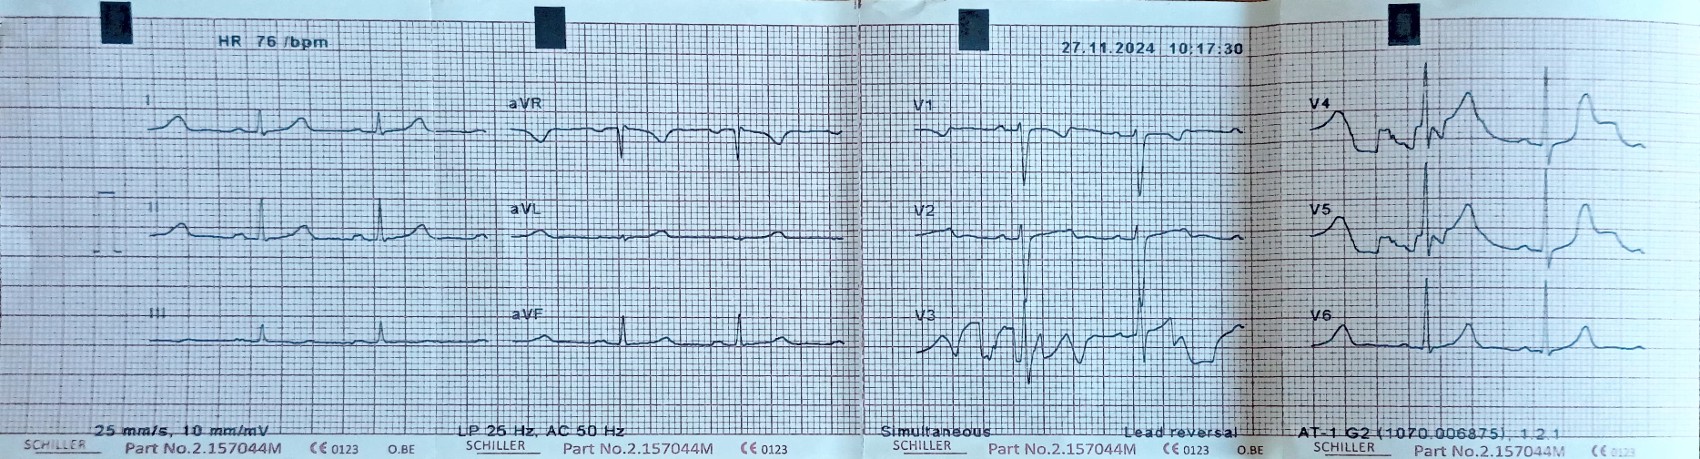 HR 76 /bpm
27.11.2024 10:17:30
I
aVR
V1
V4
II
aVL
V2
V5
III
aVF
V3
V6
25 mm/s, 10 mm/mV
LP 25 Hz, AC 50 Hz
Simultaneous
Lead reversal
AT-1 G2 (1070.006875), 1.2.1
SCHILLER Part No.2.157044M CE 0123 O.BE
SCHILLER Part No.2.157044M CE 0123
SCHILLER Part No.2.157044M CE 0123 O.BE
SCHILLER Part No.2.157044M CE 0123